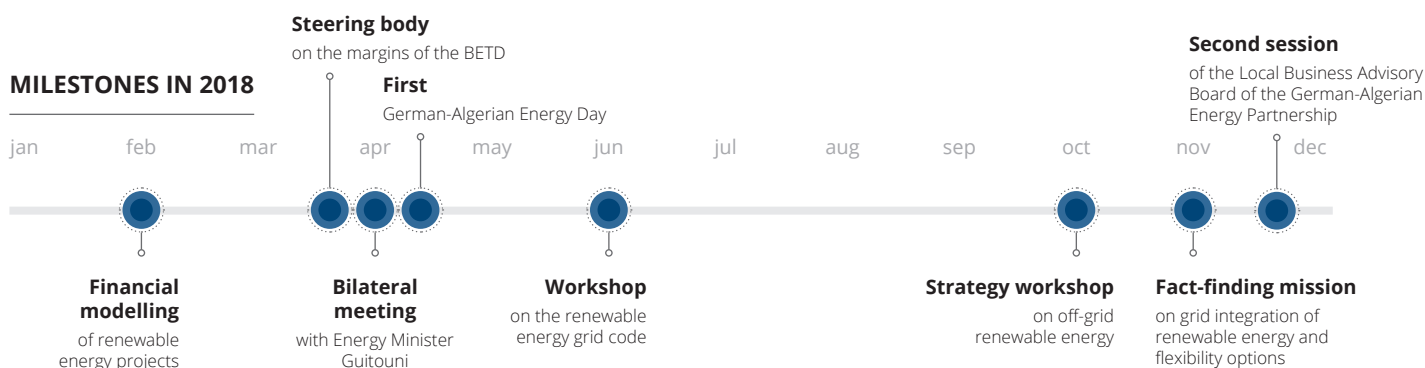 MILESTONES IN 2018
Steering body
on the margins of the BETD
First
German-Algerian Energy Day
Second session
of the Local Business Advisory
Board of the German-Algerian
Energy Partnership
jan
feb
mar
apr
may
jun
jul
aug
sep
oct
nov
dec
Financial
modelling
of renewable
energy projects
Bilateral
meeting
with Energy Minister
Guitouni
Workshop
on the renewable
energy grid code
Strategy workshop
on off-grid
renewable energy
Fact-finding mission
on grid integration of
renewable energy and
flexibility options